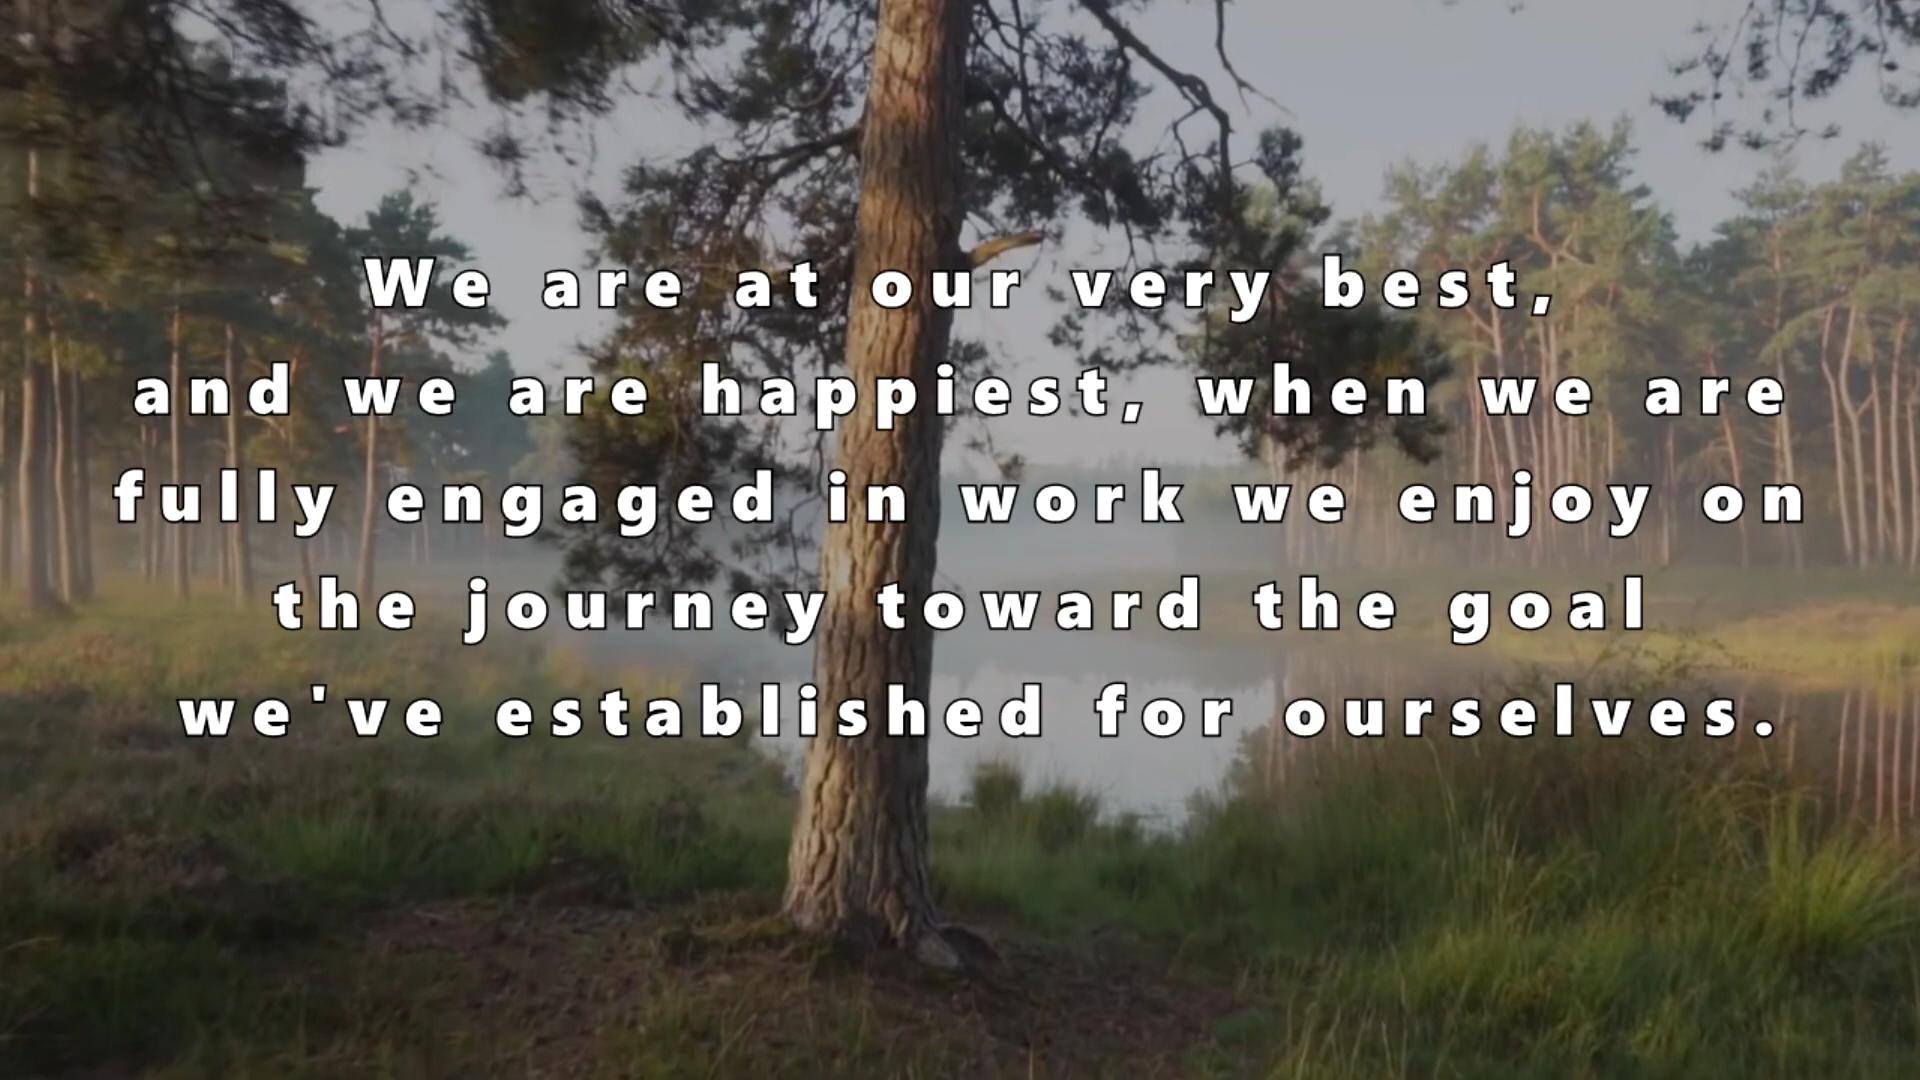 We are at our very best,
and we are happiest, when we are
fully engaged in work we enjoy on
the journey toward the goal
we've established for ourselves.